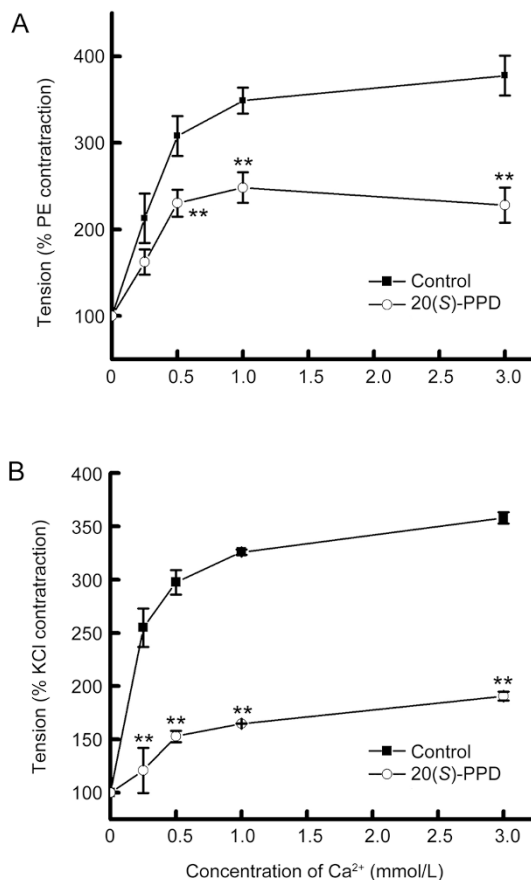 A
Tension (% PE contratraction)
400
300
200
100
**
**
**
Control
20(S)-PPD
0 0.5 1.0 1.5 2.0 2.5 3.0
B
Tension (% KCl contratraction)
400
350
300
250
200
150
100
**
**
**
**
Control
20(S)-PPD
0 0.5 1.0 1.5 2.0 2.5 3.0
Concentration of Ca²⁺ (mmol/L)